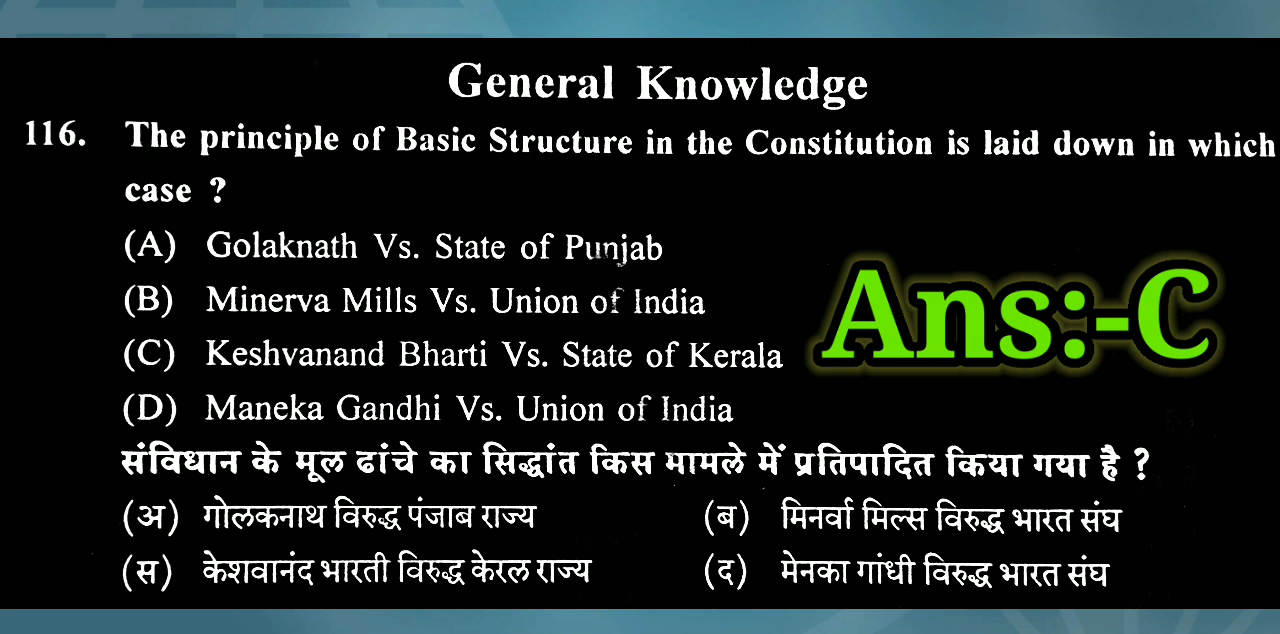 General Knowledge
116. The principle of Basic Structure in the Constitution is laid down in which
case ?
(A) Golaknath Vs. State of Punjab
(B) Minerva Mills Vs. Union of India
(C) Keshvanand Bharti Vs. State of Kerala
(D) Maneka Gandhi Vs. Union of India
Ans:-C
संविधान के मूल ढांचे का सिद्धांत किस मामले में प्रतिपादित किया गया है ?
(अ) गोलकनाथ विरुद्ध पंजाब राज्य (ब) मिनर्वा मिल्स विरुद्ध भारत संघ
(स) केशवानंद भारती विरुद्ध केरल राज्य (द) मेनका गांधी विरुद्ध भारत संघ